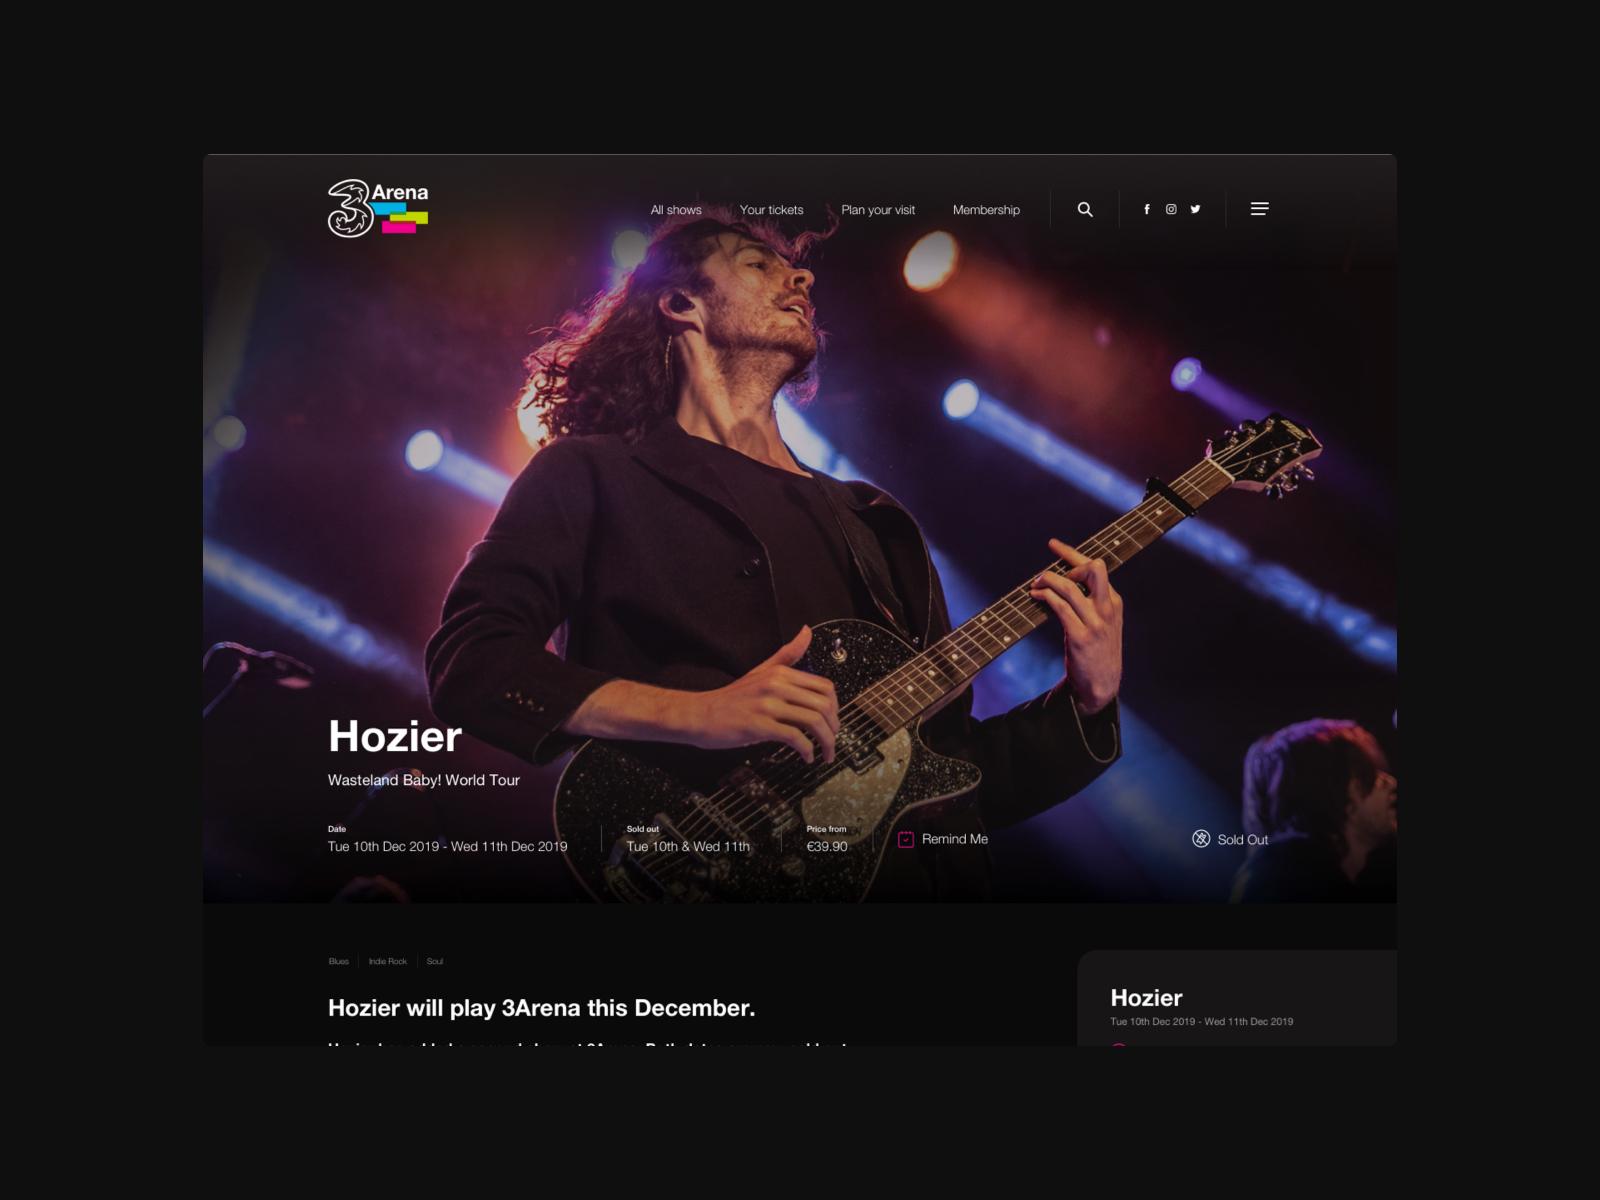 3 Arena
All shows
Your tickets
Plan your visit
Membership
Hozier
Wasteland Baby! World Tour
Date
Tue 10th Dec 2019 - Wed 11th Dec 2019
Sold out
Tue 10th & Wed 11th
Price from
€39.90
Remind Me
Sold Out
Blues
Indie Rock
Soul
Hozier will play 3Arena this December.
Hozier
Tue 10th Dec 2019 - Wed 11th Dec 2019